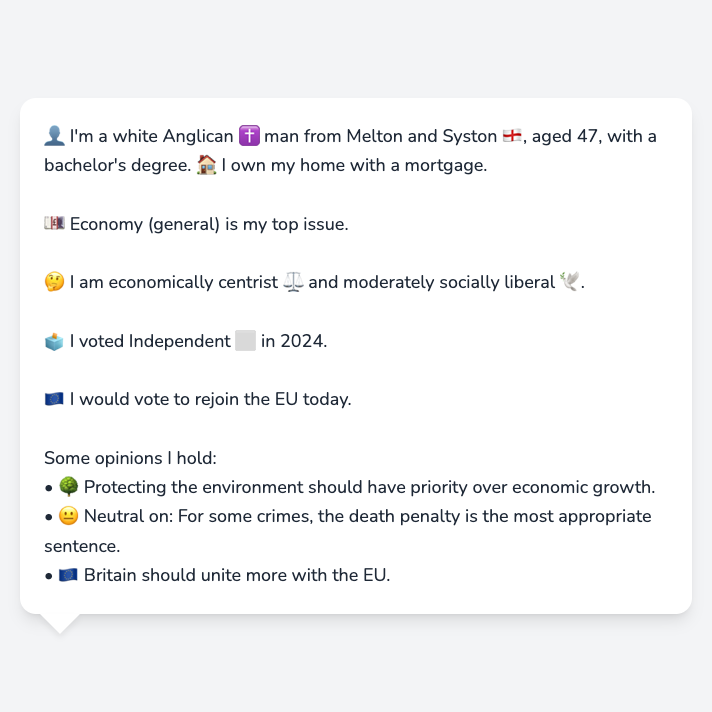 👤 I'm a white Anglican ✝️ man from Melton and Syston 🏴󠁧󠁢󠁥󠁮󠁧󠁿, aged 47, with a
bachelor's degree. 🏠 I own my home with a mortgage.
💷 Economy (general) is my top issue.
🤔 I am economically centrist ⚖️ and moderately socially liberal 🕊️.
🗳️ I voted Independent ⬜ in 2024.
🇪🇺 I would vote to rejoin the EU today.
Some opinions I hold:
• 🌳 Protecting the environment should have priority over economic growth.
• 😐 Neutral on: For some crimes, the death penalty is the most appropriate
sentence.
• 🇪🇺 Britain should unite more with the EU.